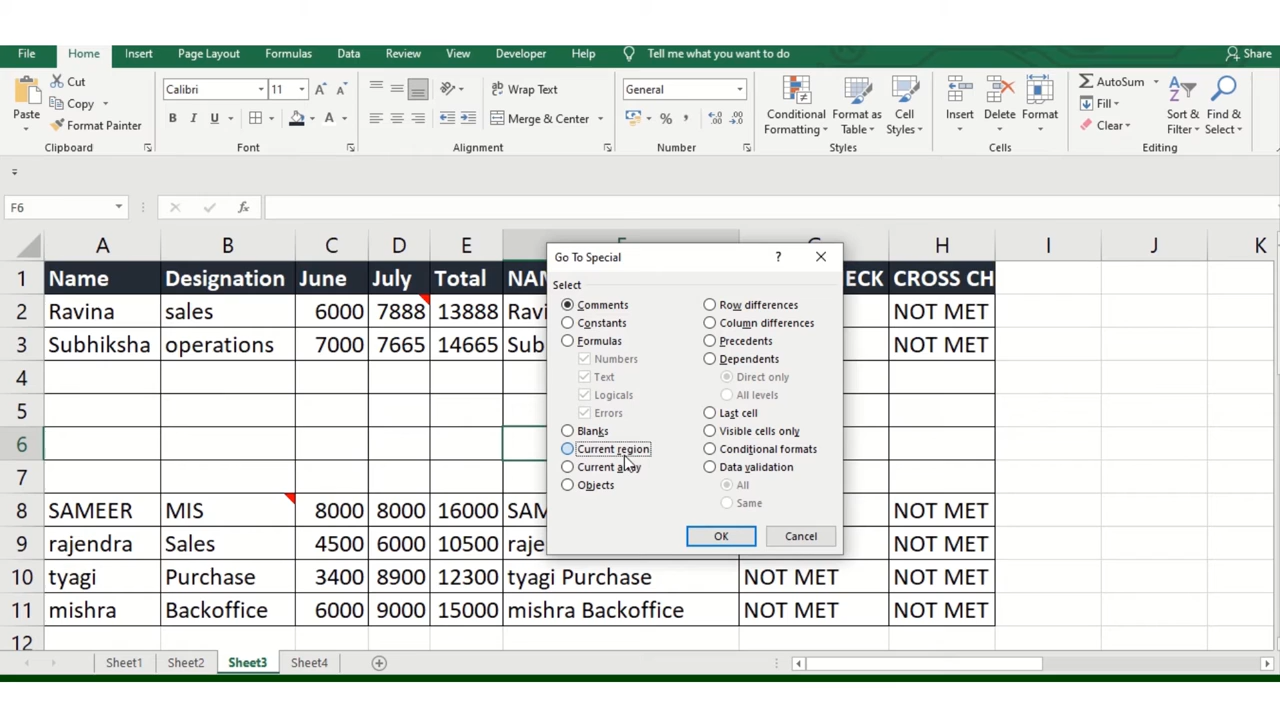 File Home Insert Page Layout Formulas Data Review View Developer Help Tell me what you want to do Share
Paste Cut
Copy
Format Painter
Clipboard
Calibri 11 A A
B I U A
Font
Wrap Text
Merge & Center
Alignment
General
% ,
Number
Conditional Formatting
Format as Table
Cell Styles
Styles
Insert Delete Format
Cells
AutoSum
Fill
Clear
Sort & Filter
Find & Select
Editing
F6 fx
A B C D E F G H I J K
1 Name Designation June July Total ECK CROSS CH
2 Ravina sales 6000 7888 13888 NOT MET
3 Subhiksha operations 7000 7665 14665 NOT MET
4
5
6
7
8 SAMEER MIS 8000 8000 16000 NOT MET
9 rajendra Sales 4500 6000 10500 NOT MET
10 tyagi Purchase 3400 8900 12300 tyagi Purchase NOT MET NOT MET
11 mishra Backoffice 6000 9000 15000 mishra Backoffice NOT MET NOT MET
12
Go To Special ?
Select
Comments Row differences
Constants Column differences
Formulas Precedents
Numbers Dependents
Text Direct only
Logicals All levels
Errors Last cell
Blanks Visible cells only
Current region Conditional formats
Current array Data validation
Objects All
Same
OK Cancel
Sheet1 Sheet2 Sheet3 Sheet4